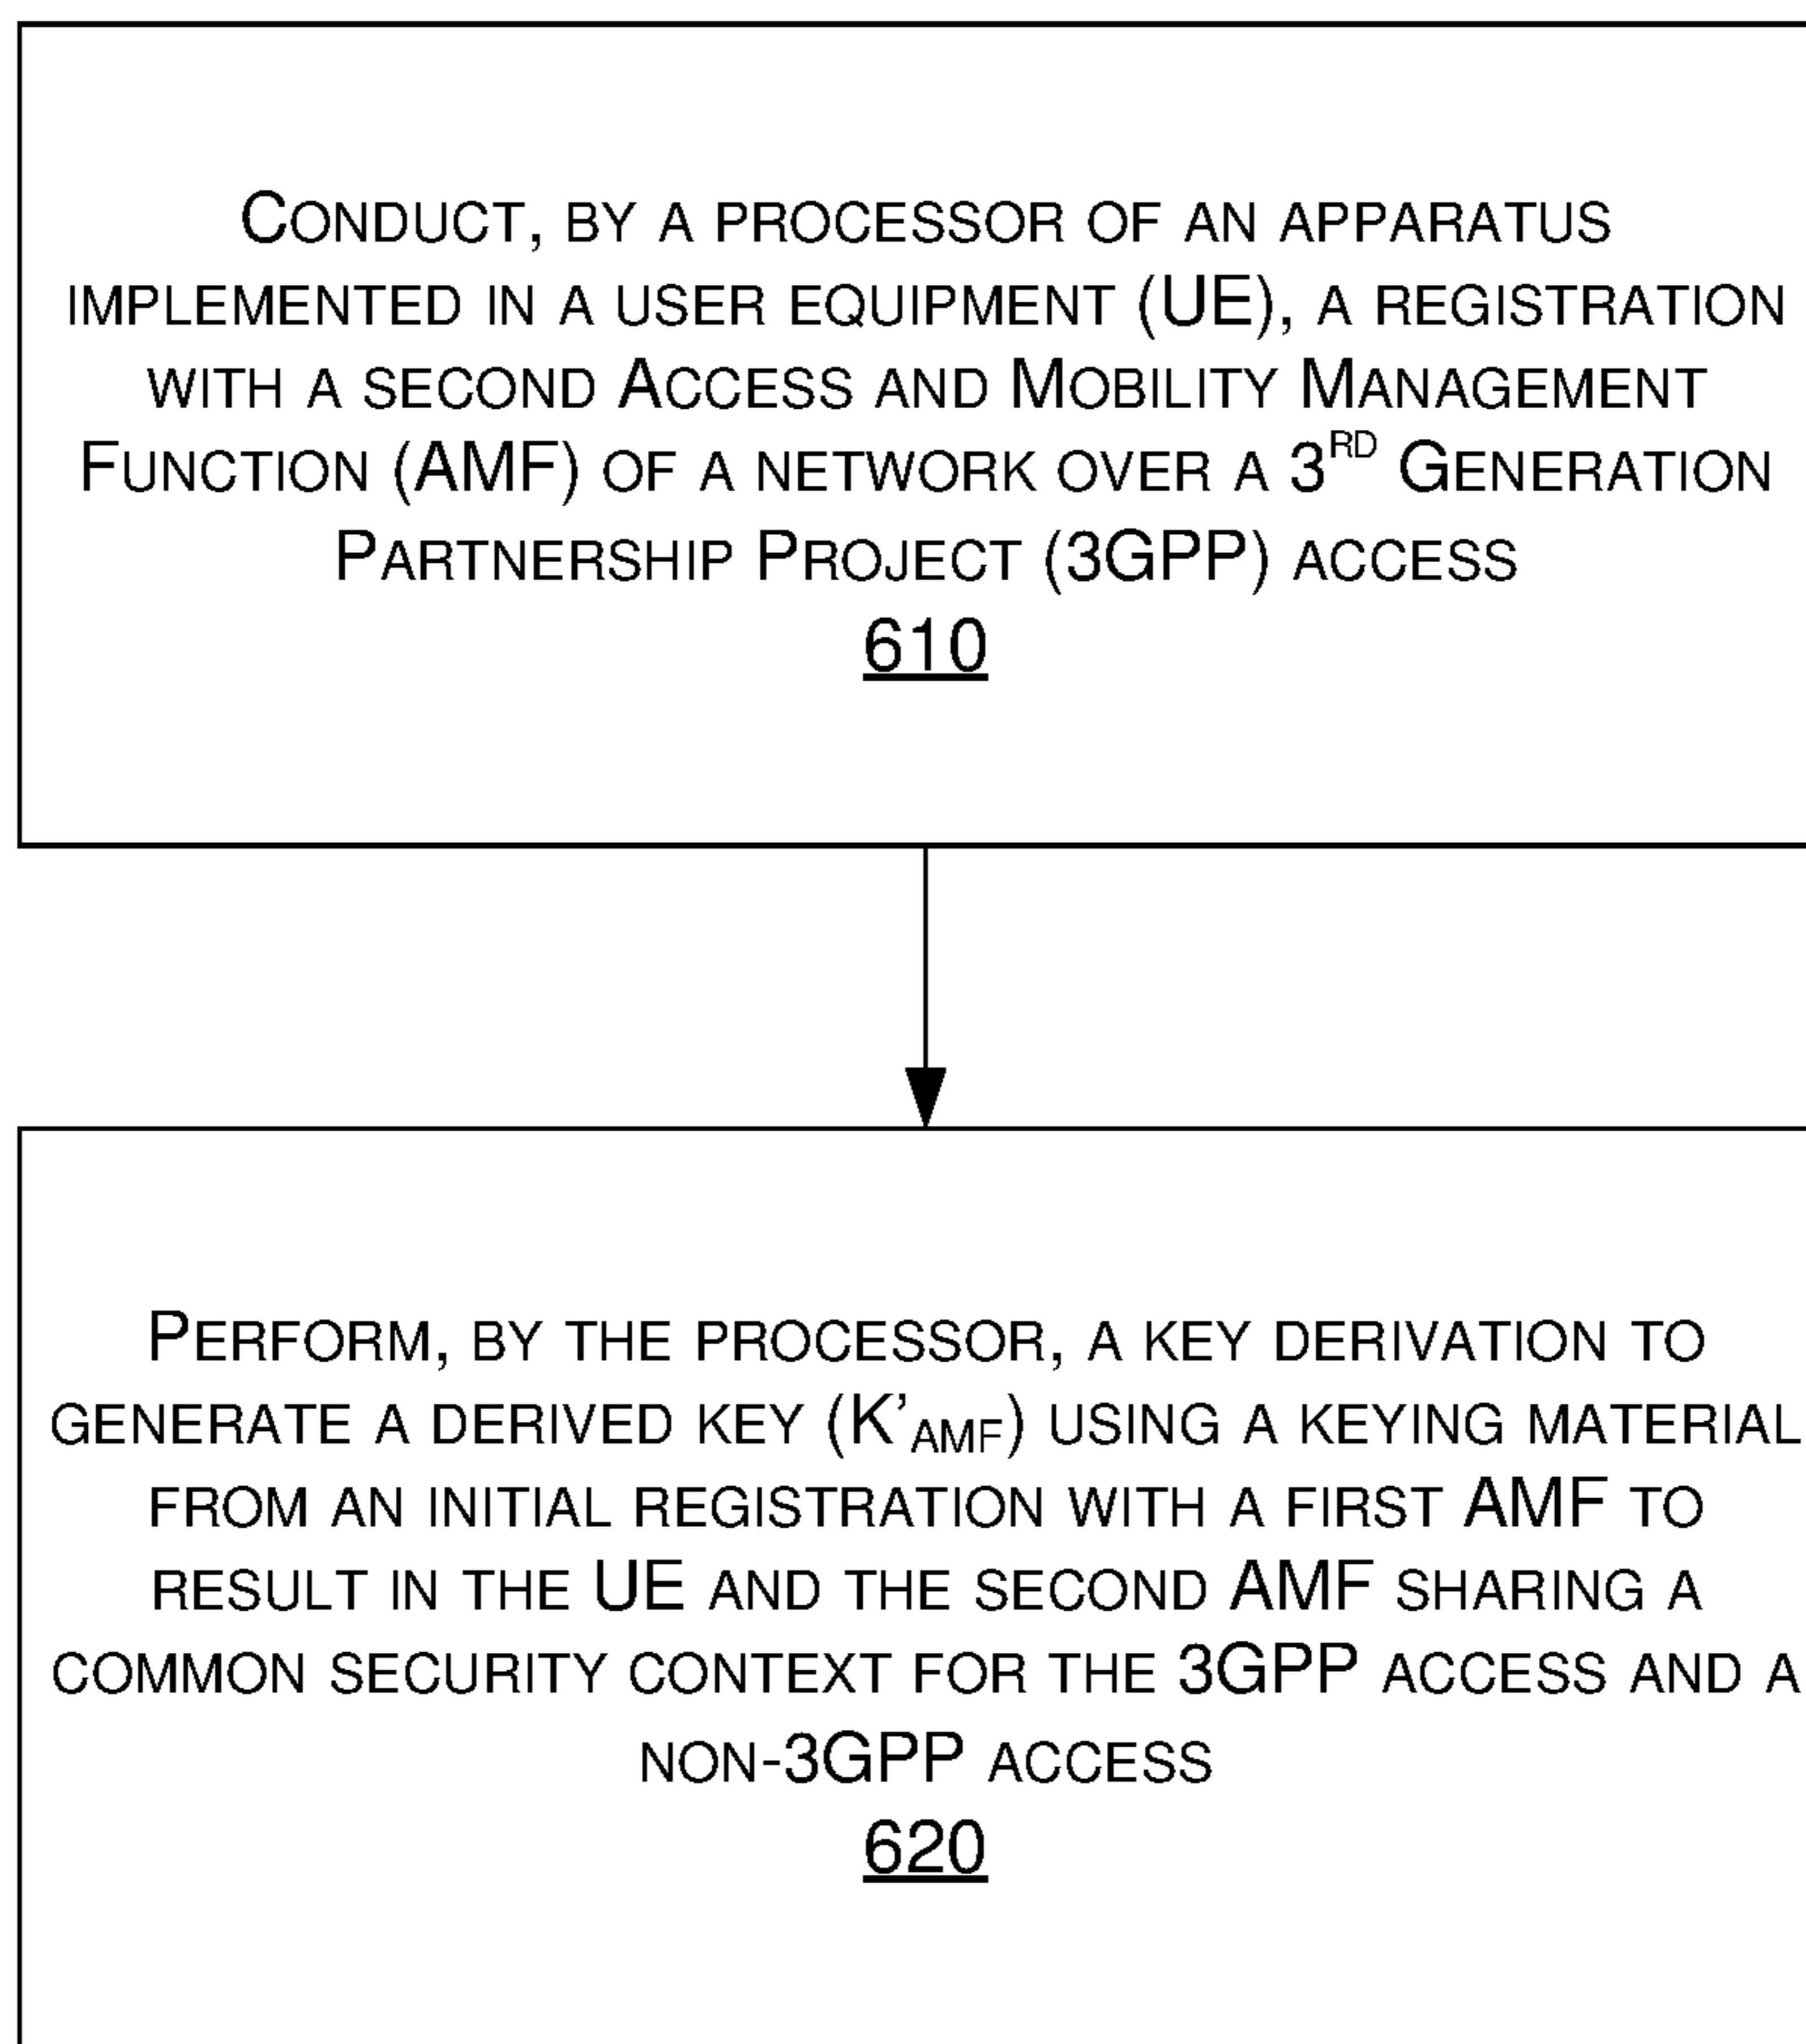 CONDUCT, BY A PROCESSOR OF AN APPARATUS
IMPLEMENTED IN A USER EQUIPMENT (UE), A REGISTRATION
WITH A SECOND ACCESS AND MOBILITY MANAGEMENT
FUNCTION (AMF) OF A NETWORK OVER A 3RD GENERATION
PARTNERSHIP PROJECT (3GPP) ACCESS
610
PERFORM, BY THE PROCESSOR, A KEY DERIVATION TO
GENERATE A DERIVED KEY (K'AMF) USING A KEYING MATERIAL
FROM AN INITIAL REGISTRATION WITH A FIRST AMF TO
RESULT IN THE UE AND THE SECOND AMF SHARING A
COMMON SECURITY CONTEXT FOR THE 3GPP ACCESS AND A
NON-3GPP ACCESS
620